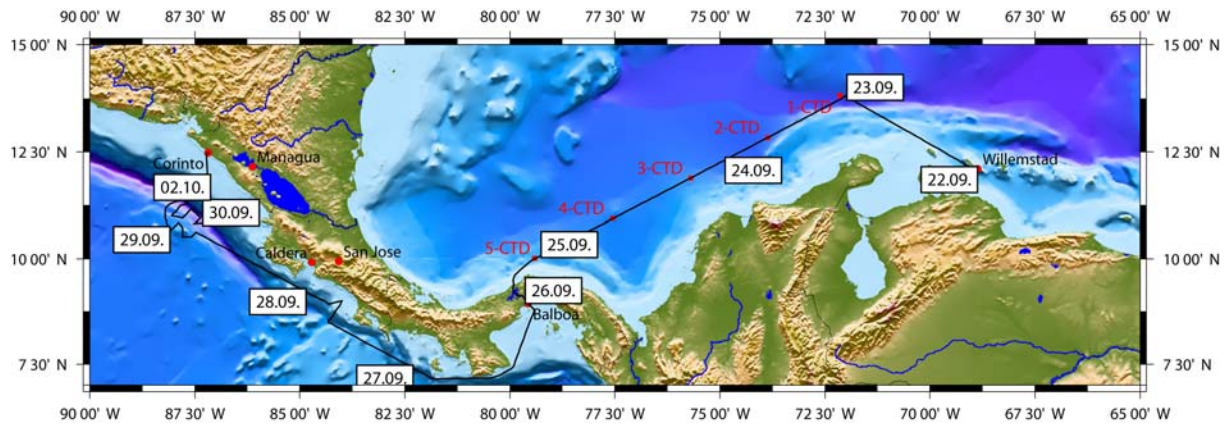 90 00' W 87 30' W 85 00' W 82 30' W 80 00' W 77 30' W 75 00' W 72 30' W 70 00' W 67 30' W 65 00' W
15 00' N 15 00' N
23.09.
1-CTD
2-CTD
12 30' N Corinto Managua 3-CTD 24.09. Willemstad 12 30' N
02.10. 22.09.
30.09. 4-CTD
29.09. 5-CTD 25.09.
10 00' N Caldera San Jose 10 00' N
28.09. 26.09.
Balboa
7 30' N 27.09. 7 30' N
90 00' W 87 30' W 85 00' W 82 30' W 80 00' W 77 30' W 75 00' W 72 30' W 70 00' W 67 30' W 65 00' W